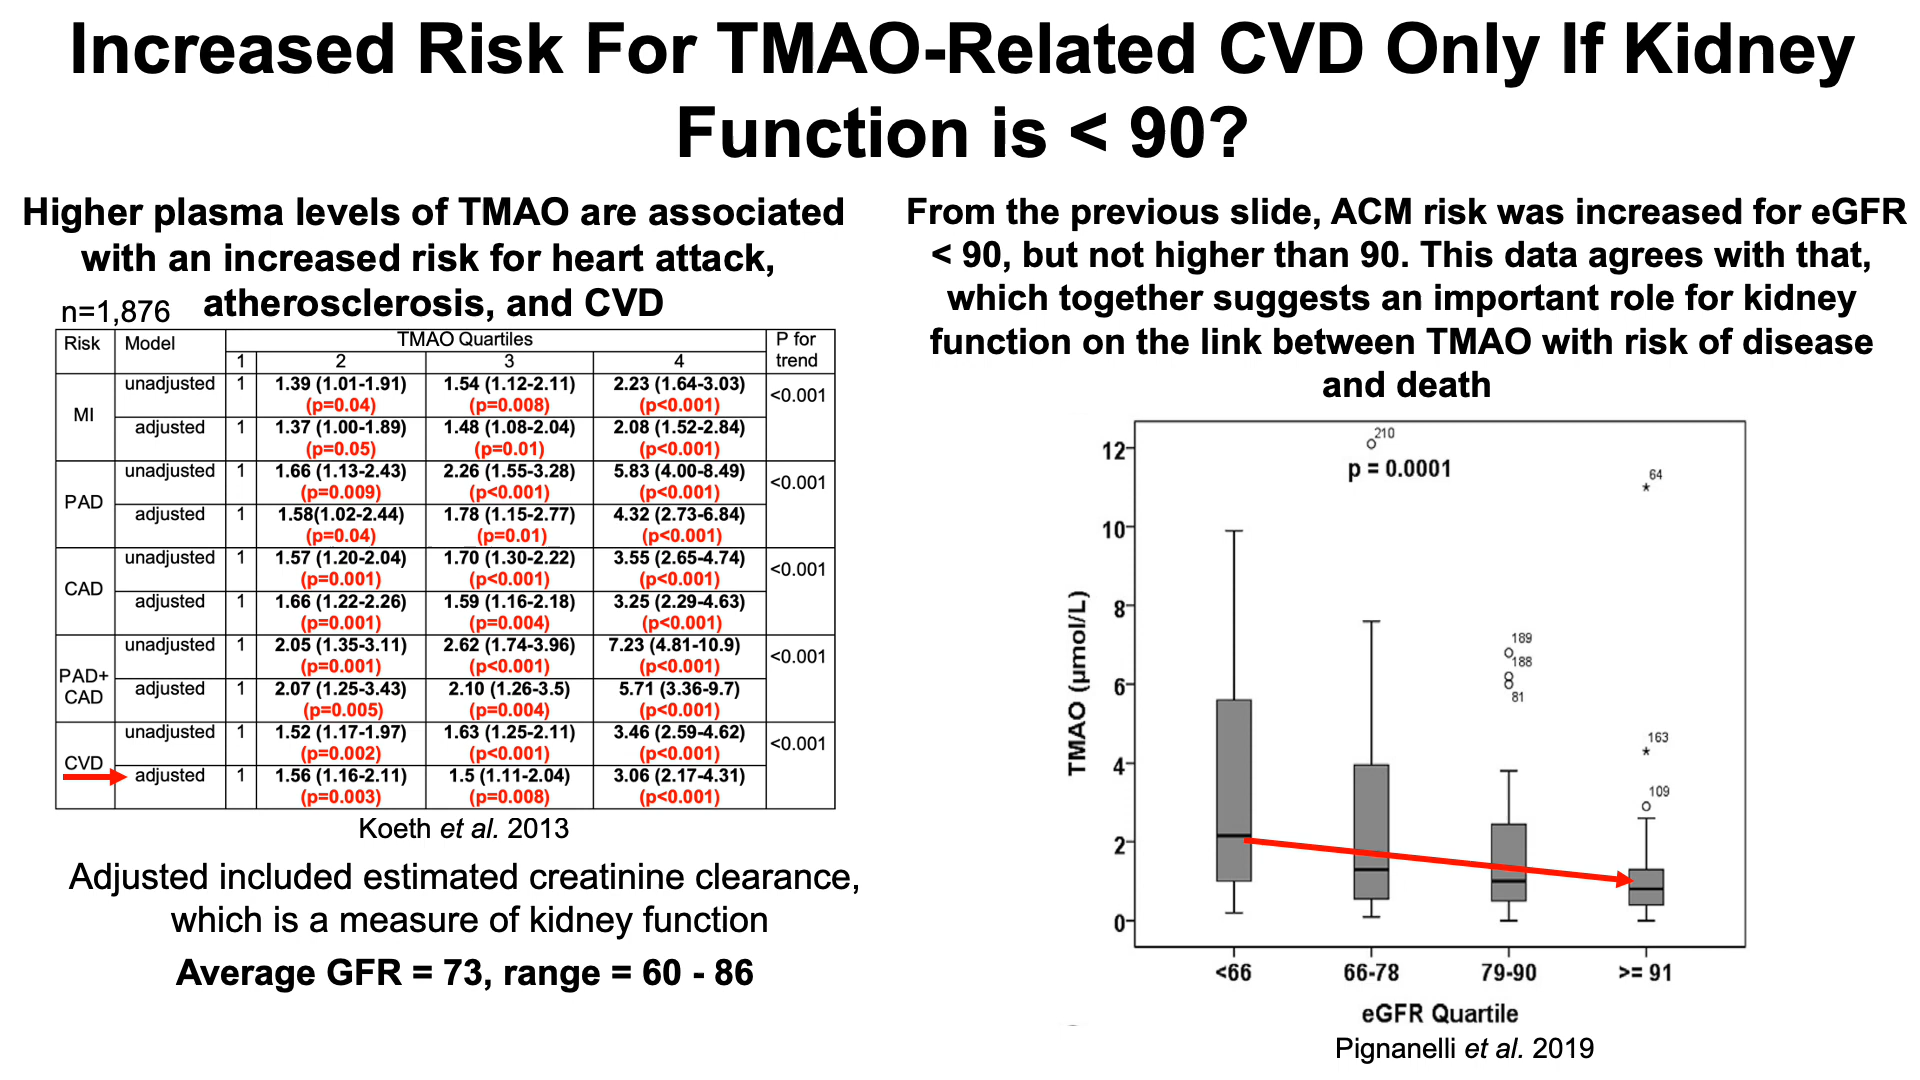 Increased Risk For TMAO-Related CVD Only If Kidney
Function is < 90?
Higher plasma levels of TMAO are associated
with an increased risk for heart attack,
atherosclerosis, and CVD
n=1,876
Risk Model TMAO Quartiles P for trend
1 2 3 4
MI unadjusted 1 1.39 (1.01-1.91) 1.54 (1.12-2.11) 2.23 (1.64-3.03) <0.001
(p=0.04) (p=0.008) (p<0.001)
adjusted 1 1.37 (1.00-1.89) 1.48 (1.08-2.04) 2.08 (1.52-2.84)
(p=0.05) (p=0.01) (p<0.001)
PAD unadjusted 1 1.66 (1.13-2.43) 2.26 (1.55-3.28) 5.83 (4.00-8.49) <0.001
(p=0.009) (p<0.001) (p<0.001)
adjusted 1 1.58(1.02-2.44) 1.78 (1.15-2.77) 4.32 (2.73-6.84)
(p=0.04) (p=0.01) (p<0.001)
CAD unadjusted 1 1.57 (1.20-2.04) 1.70 (1.30-2.22) 3.55 (2.65-4.74) <0.001
(p=0.001) (p<0.001) (p<0.001)
adjusted 1 1.66 (1.22-2.26) 1.59 (1.16-2.18) 3.25 (2.29-4.63)
(p=0.001) (p=0.004) (p<0.001)
PAD+ CAD unadjusted 1 2.05 (1.35-3.11) 2.62 (1.74-3.96) 7.23 (4.81-10.9) <0.001
(p=0.001) (p<0.001) (p<0.001)
adjusted 1 2.07 (1.25-3.43) 2.10 (1.26-3.5) 5.71 (3.36-9.7)
(p=0.005) (p=0.004) (p<0.001)
CVD unadjusted 1 1.52 (1.17-1.97) 1.63 (1.25-2.11) 3.46 (2.59-4.62) <0.001
(p=0.002) (p<0.001) (p<0.001)
adjusted 1 1.56 (1.16-2.11) 1.5 (1.11-2.04) 3.06 (2.17-4.31)
(p=0.003) (p=0.008) (p<0.001)
Koeth et al. 2013
Adjusted included estimated creatinine clearance,
which is a measure of kidney function
Average GFR = 73, range = 60 - 86
From the previous slide, ACM risk was increased for eGFR
< 90, but not higher than 90. This data agrees with that,
which together suggests an important role for kidney
function on the link between TMAO with risk of disease
and death
TMAO (μmol/L)
12
10
8
6
4
2
0
210
p = 0.0001
64
189
188
81
163
109
<66 66-78 79-90 >= 91
eGFR Quartile
Pignanelli et al. 2019